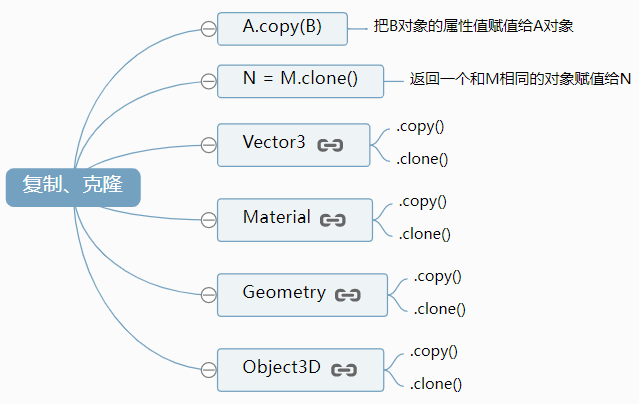 复制、克隆
A.copy(B)
把B对象的属性值赋值给A对象
N = M.clone()
返回一个和M相同的对象赋值给N
Vector3
.copy()
.clone()
Material
.copy()
.clone()
Geometry
.copy()
.clone()
Object3D
.copy()
.clone()